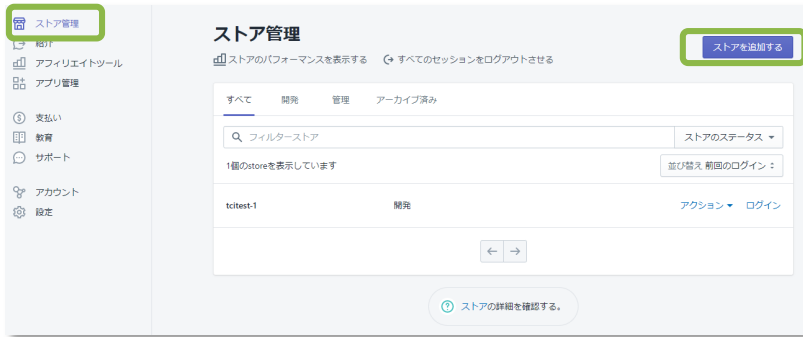 ストア管理
紹介
アフィリエイトツール
アプリ管理
支払い
教育
サポート
アカウント
設定
ストア管理
ストアを追加する
ストアのパフォーマンスを表示する すべてのセッションをログアウトさせる
すべて 開発 管理 アーカイブ済み
フィルターストア ストアのステータス
1個のstoreを表示しています 並び替え 前回のログイン
tcitest-1 開発 アクション ログイン
ストアの詳細を確認する。